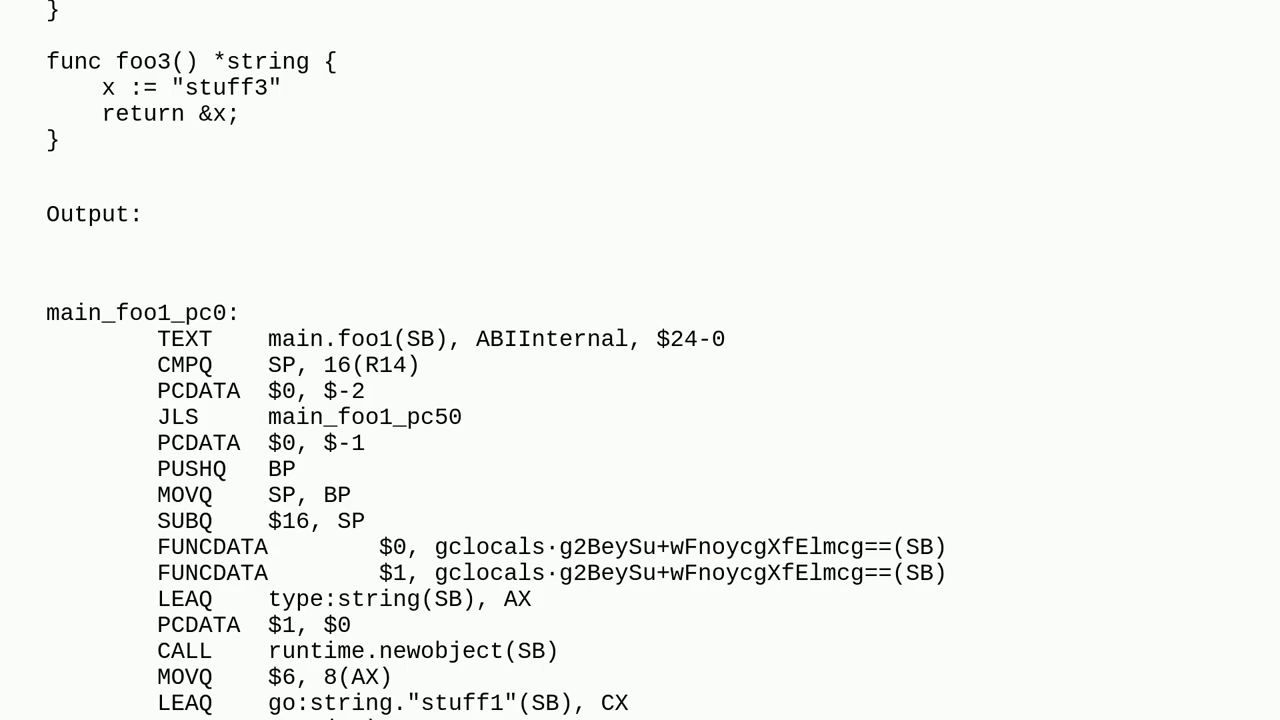 }
func foo3() *string {
    x := "stuff3"
    return &x;
}
Output:
main_foo1_pc0:
        TEXT    main.foo1(SB), ABIInternal, $24-0
        CMPQ    SP, 16(R14)
        PCDATA  $0, $-2
        JLS     main_foo1_pc50
        PCDATA  $0, $-1
        PUSHQ   BP
        MOVQ    SP, BP
        SUBQ    $16, SP
        FUNCDATA        $0, gclocals·g2BeySu+wFnoycgXfElmcg==(SB)
        FUNCDATA        $1, gclocals·g2BeySu+wFnoycgXfElmcg==(SB)
        LEAQ    type:string(SB), AX
        PCDATA  $1, $0
        CALL    runtime.newobject(SB)
        MOVQ    $6, 8(AX)
        LEAQ    go:string."stuff1"(SB), CX